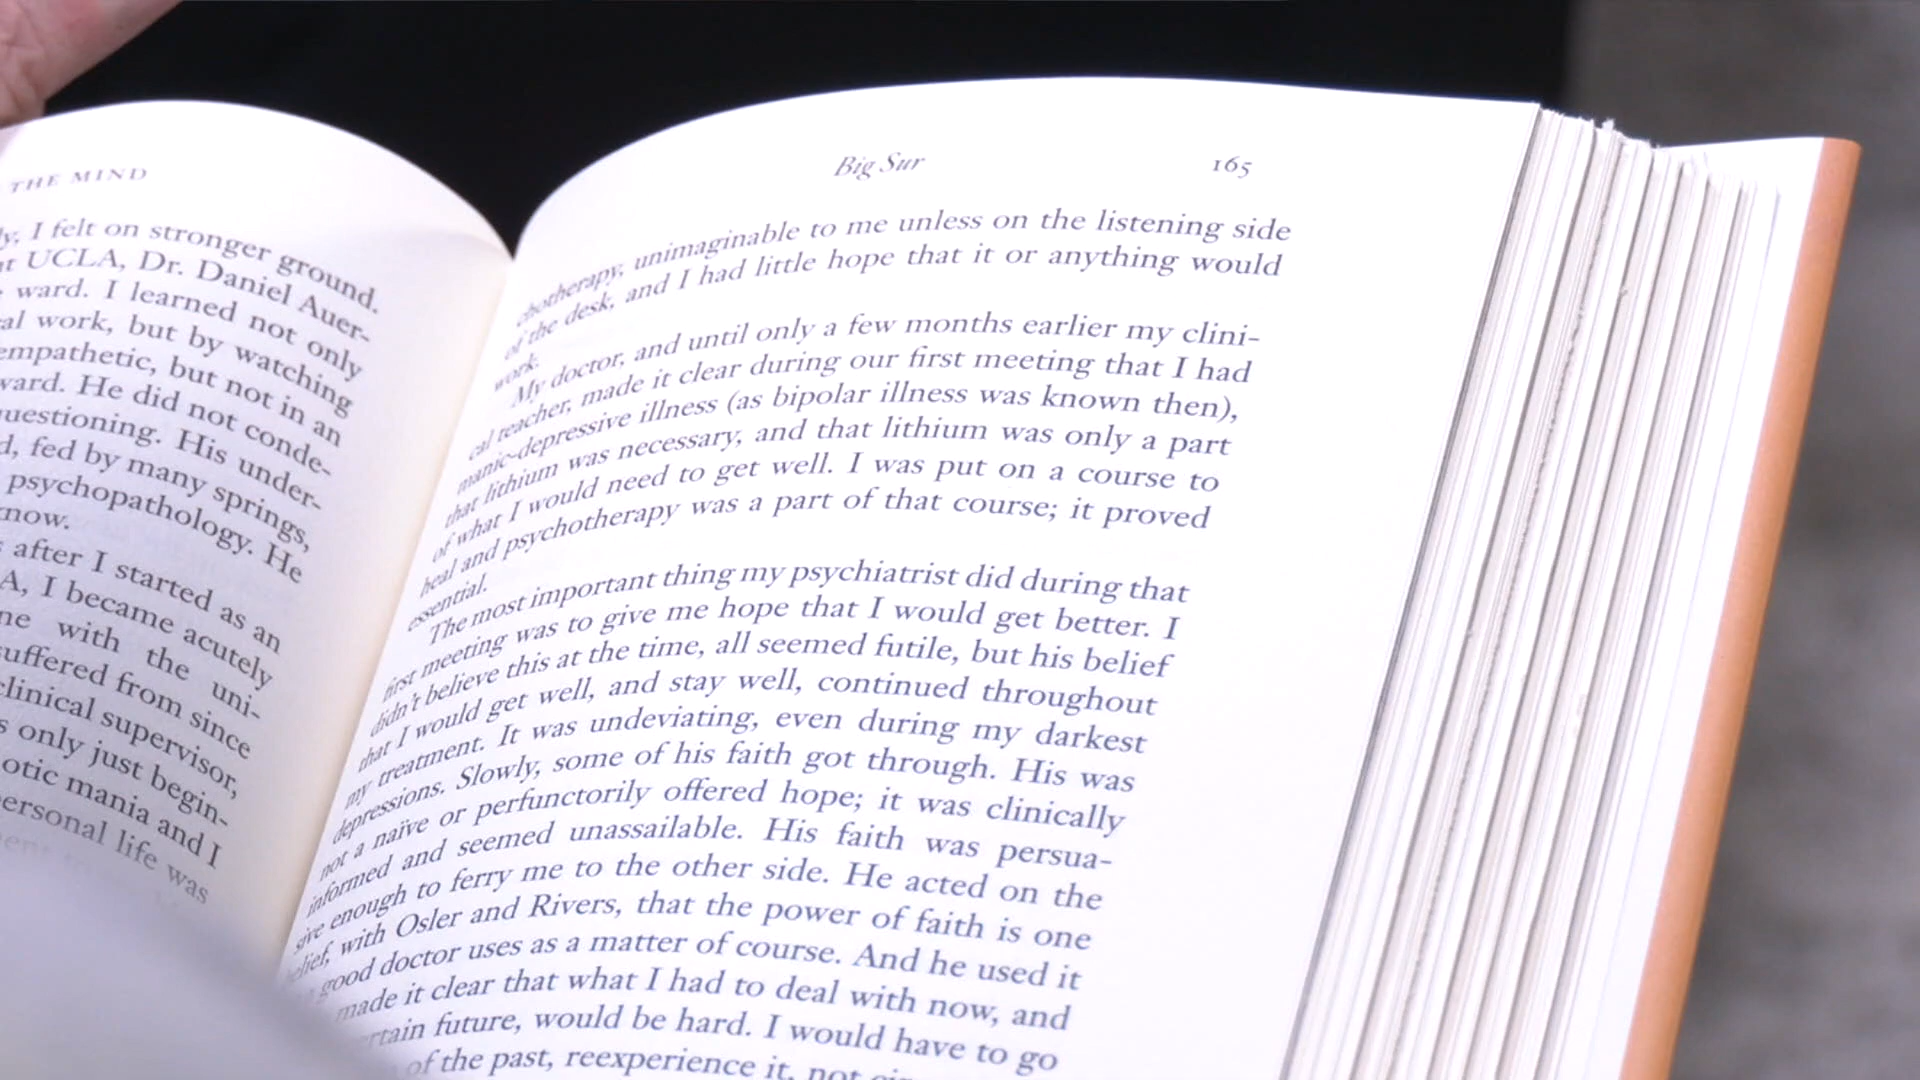 THE MIND
I felt on stronger ground.
UCLA, Dr. Daniel Auer-
ward. I learned not only
work, but by watching
empathetic, but not in an
ward. He did not conde-
questioning. His under-
fed by many springs,
psychopathology. He
know.
after I started as an
I became acutely
with the uni-
suffered from since
clinical supervisor,
only just begin-
mania and I
personal life was
Big Sur 165
chotherapy, unimaginable to me unless on the listening side
of the desk, and I had little hope that it or anything would
work.
My doctor, and until only a few months earlier my clini-
cal teacher, made it clear during our first meeting that I had
manic-depressive illness (as bipolar illness was known then),
that lithium was necessary, and that lithium was only a part
of what I would need to get well. I was put on a course to
heal and psychotherapy was a part of that course; it proved
essential.
The most important thing my psychiatrist did during that
first meeting was to give me hope that I would get better. I
didn't believe this at the time, all seemed futile, but his belief
that I would get well, and stay well, continued throughout
my treatment. It was undeviating, even during my darkest
depressions. Slowly, some of his faith got through. His was
not a naïve or perfunctorily offered hope; it was clinically
informed and seemed unassailable. His faith was persua-
sive enough to ferry me to the other side. He acted on the
belief, with Osler and Rivers, that the power of faith is one
good doctor uses as a matter of course. And he used it
made it clear that what I had to deal with now, and
future, would be hard. I would have to go
of the past, reexperience it, not